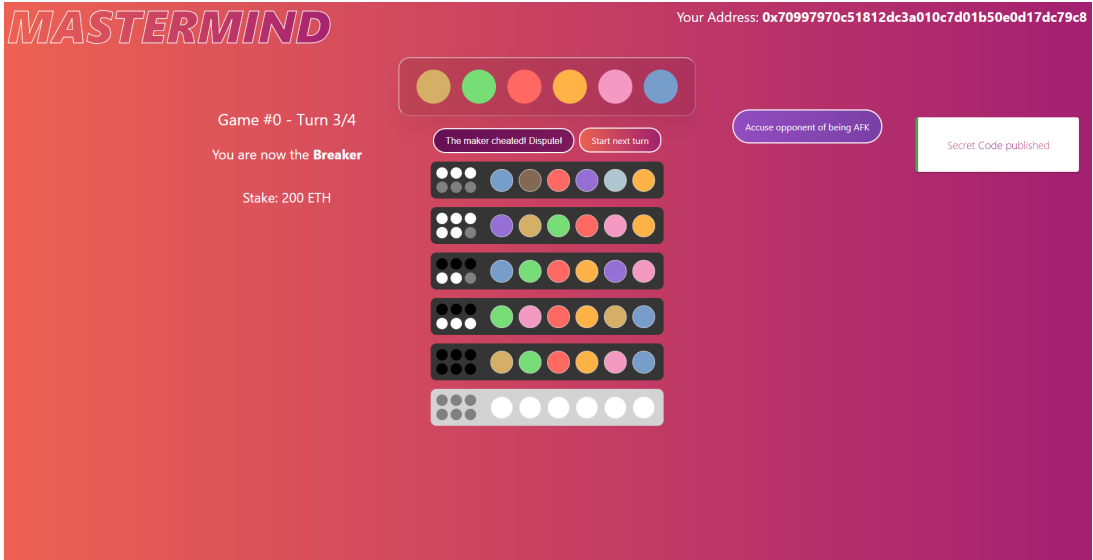 MASTERMIND
Your Address: 0x70997970c51812dc3a010c7d01b50e0d17dc79c8
Game #0 - Turn 3/4
You are now the Breaker
Stake: 200 ETH
The maker cheated! Dispute!
Start next turn
Accuse opponent of being AFK
Secret Code published